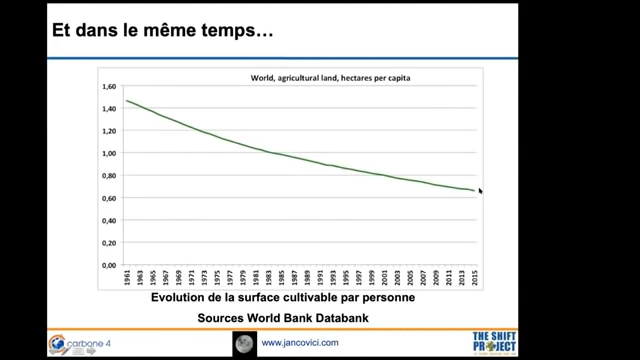 Et dans le même temps…
World, agricultural land, hectares per capita
1,60
1,40
1,20
1,00
0,80
0,60
0,40
0,20
0,00
1961 1963 1965 1967 1969 1971 1973 1975 1977 1979 1981 1983 1985 1987 1989 1991 1993 1995 1997 1999 2001 2003 2005 2007 2009 2011 2013 2015
Evolution de la surface cultivable par personne
Sources World Bank Databank
carbone 4
www.jancovici.com
THE SHIFT
PROJECT